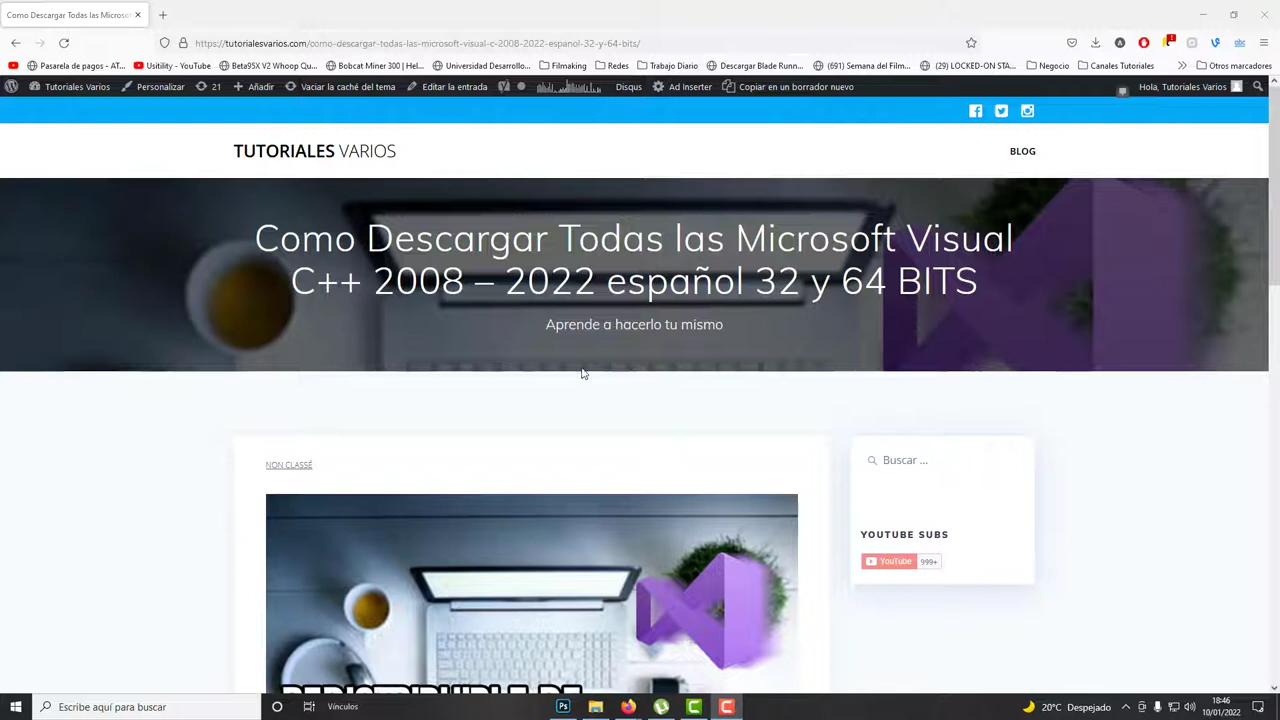 Como Descargar Todas las Microsof
https://tutorialesvarios.com/como-descargar-todas-las-microsoft-visual-c-2008-2022-espanol-32-y-64-bits/
Pasarela de pagos - AT... Usitility - YouTube Beta95X V2 Whoop Qu... Bobcat Miner 300 | Hel... Universidad Desarrollo... Filmaking Redes Trabajo Diario Descargar Blade Runn... (691) Semana del Film... (29) LOCKED-ON STA... Negocio Canales Tutoriales Otros marcadores
Tutoriales Varios Personalizar 21 Añadir Vaciar la caché del tema Editar la entrada Disqus Ad Inserter Copiar en un borrador nuevo Hola, Tutoriales Varios
TUTORIALES VARIOS BLOG
Como Descargar Todas las Microsoft Visual
C++ 2008 – 2022 español 32 y 64 BITS
Aprende a hacerlo tu mismo
NON CLASSÉ
Buscar ...
YOUTUBE SUBS
YouTube 999+
Escribe aquí para buscar Vínculos 20°C Despejado 18:46
10/01/2022